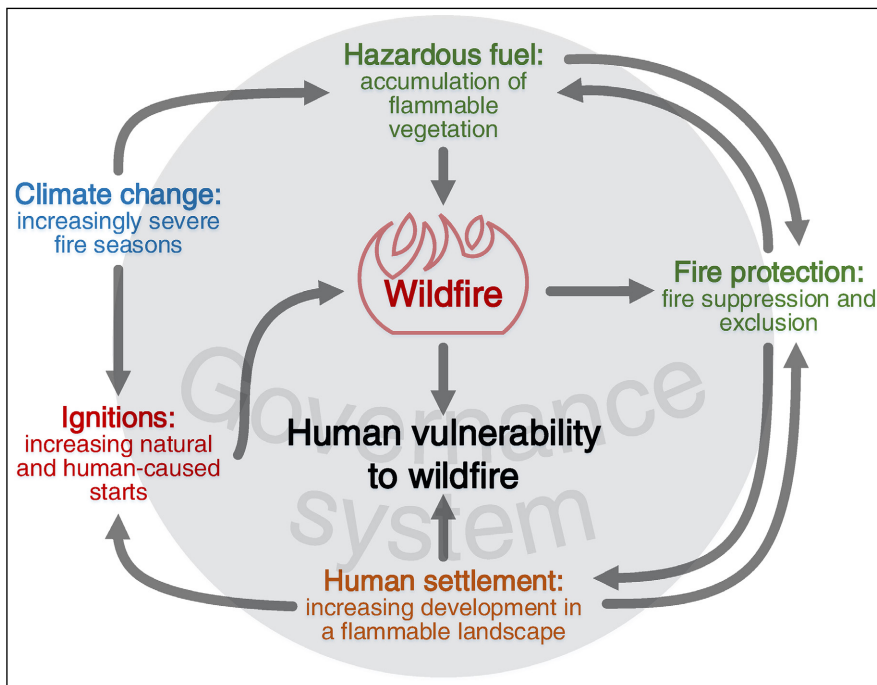 Hazardous fuel:
accumulation of
flammable
vegetation
Climate change:
increasingly severe
fire seasons
Wildfire
Fire protection:
fire suppression and
exclusion
Governance
system
Ignitions:
increasing natural
and human-caused
starts
Human vulnerability
to wildfire
Human settlement:
increasing development in
a flammable landscape